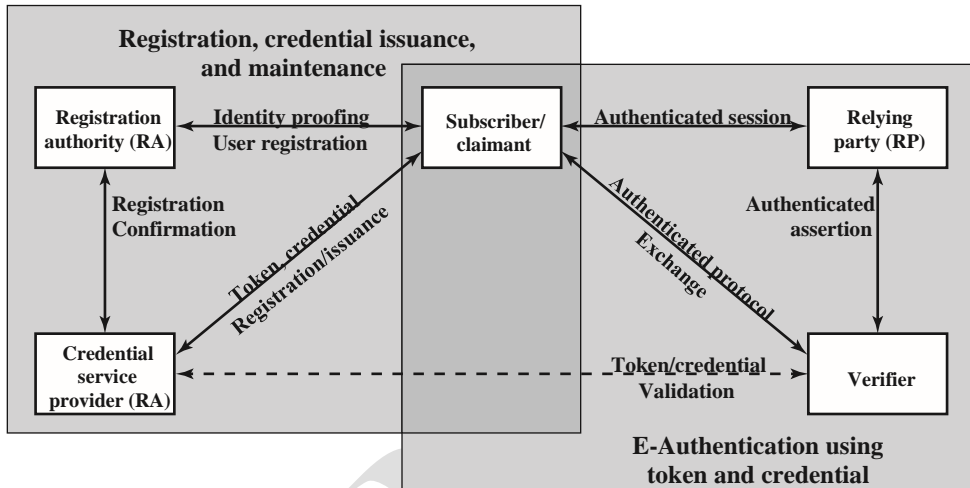 Registration, credential issuance,
and maintenance
Registration
authority (RA)
Identity proofing
User registration
Subscriber/
claimant
Authenticated session
Relying
party (RP)
Registration
Confirmation
Token, credential
Registration/issuance
Authenticated protocol
Exchange
Authenticated
assertion
Credential
service
provider (RA)
Token/credential
Validation
Verifier
E-Authentication using
token and credential